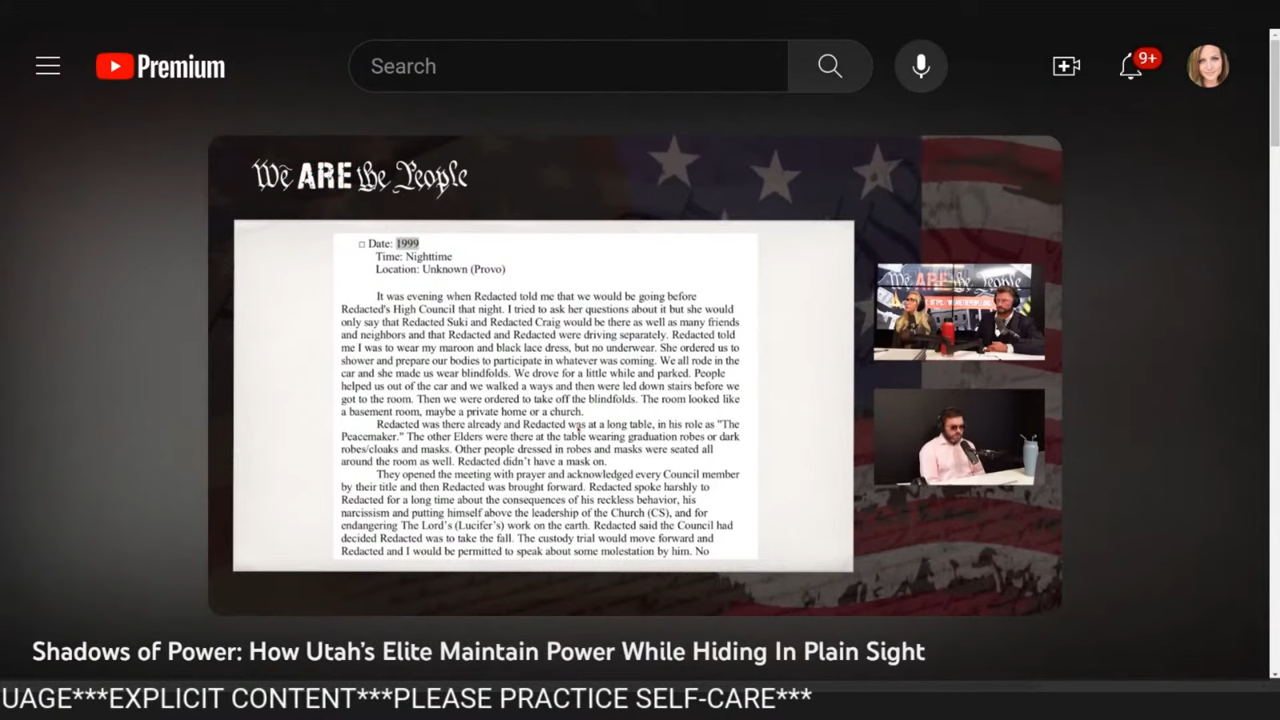 Premium
Search
9+
We ARE the People
□ Date: 1999
Time: Nighttime
Location: Unknown (Provo)
It was evening when Redacted told me that we would be going before
Redacted's High Council that night. I tried to ask her questions about it but she would
only say that Redacted Suki and Redacted Craig would be there as well as many friends
and neighbors and that Redacted and Redacted were driving separately. Redacted told
me I was to wear my maroon and black lace dress, but no underwear. She ordered us to
shower and prepare our bodies to participate in whatever was coming. We all rode in the
car and she made us wear blindfolds. We drove for a little while and parked. People
helped us out of the car and we walked a ways and then were led down stairs before we
got to the room. Then we were ordered to take off the blindfolds. The room looked like
a basement room, maybe a private home or a church.
Redacted was there already and Redacted was at a long table, in his role as "The
Peacemaker." The other Elders were there at the table wearing graduation robes or dark
robes/cloaks and masks. Other people dressed in robes and masks were seated all
around the room as well. Redacted didn't have a mask on.
They opened the meeting with prayer and acknowledged every Council member
by their title and then Redacted was brought forward. Redacted spoke harshly to
Redacted for a long time about the consequences of his reckless behavior, his
narcissism and putting himself above the leadership of the Church (CS), and for
endangering The Lord's (Lucifer's) work on the earth. Redacted said the Council had
decided Redacted was to take the fall. The custody trial would move forward and
Redacted and I would be permitted to speak about some molestation by him. No
We ARE the People
Shadows of Power: How Utah's Elite Maintain Power While Hiding In Plain Sight
UAGE***EXPLICIT CONTENT***PLEASE PRACTICE SELF-CARE***